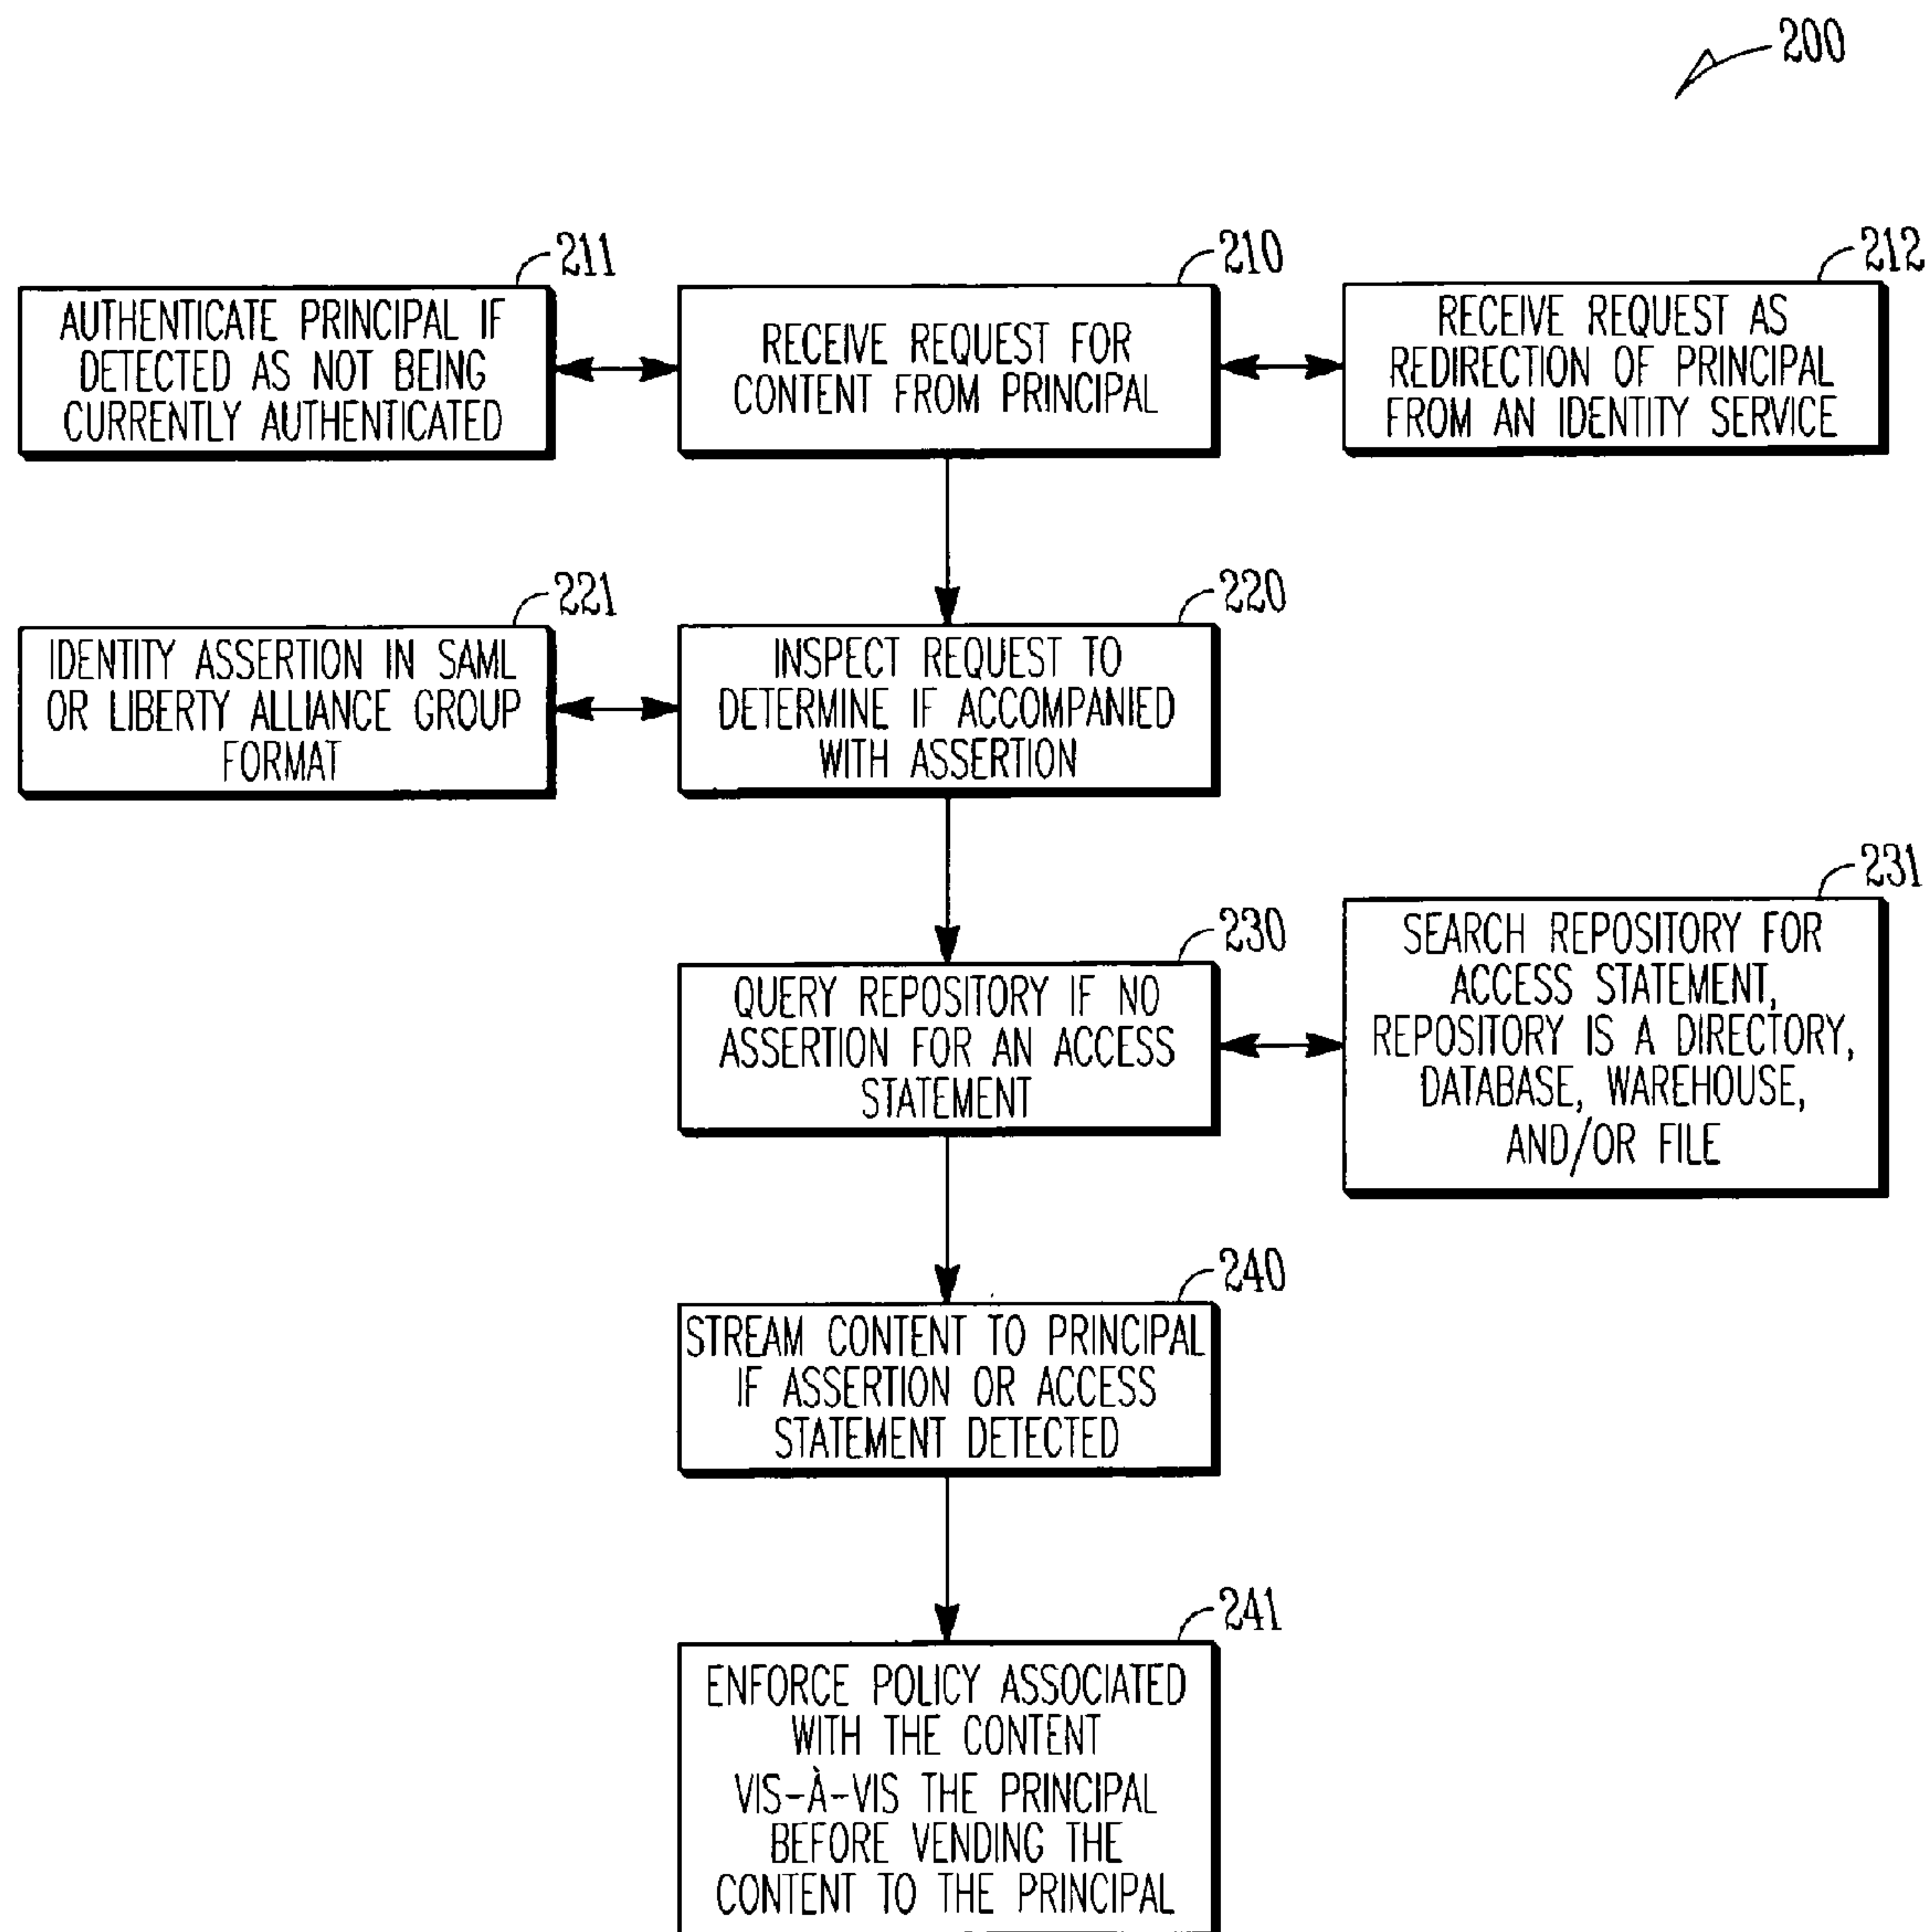 200
211
AUTHENTICATE PRINCIPAL IF
DETECTED AS NOT BEING
CURRENTLY AUTHENTICATED
210
RECEIVE REQUEST FOR
CONTENT FROM PRINCIPAL
212
RECEIVE REQUEST AS
REDIRECTION OF PRINCIPAL
FROM AN IDENTITY SERVICE
221
IDENTITY ASSERTION IN SAML
OR LIBERTY ALLIANCE GROUP
FORMAT
220
INSPECT REQUEST TO
DETERMINE IF ACCOMPANIED
WITH ASSERTION
230
QUERY REPOSITORY IF NO
ASSERTION FOR AN ACCESS
STATEMENT
231
SEARCH REPOSITORY FOR
ACCESS STATEMENT,
REPOSITORY IS A DIRECTORY,
DATABASE, WAREHOUSE,
AND/OR FILE
240
STREAM CONTENT TO PRINCIPAL
IF ASSERTION OR ACCESS
STATEMENT DETECTED
241
ENFORCE POLICY ASSOCIATED
WITH THE CONTENT
VIS-À-VIS THE PRINCIPAL
BEFORE VENDING THE
CONTENT TO THE PRINCIPAL